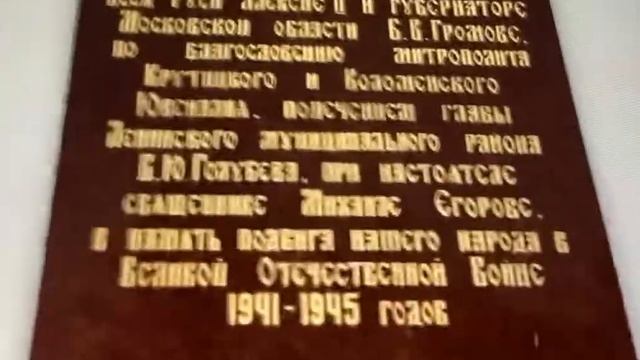 всея Руси Алексие II и губернаторе
Московской области Б.В.Громове,
по благословению митрополита
Крутицкого и Коломенского
Ювеналия, попечением главы
Ленинского муниципального района
В.Ю.Голубева, при настоятеле
священнике Михаиле Егорове,
в память подвига нашего народа в
Великой Отечественной Войне
1941-1945 годов